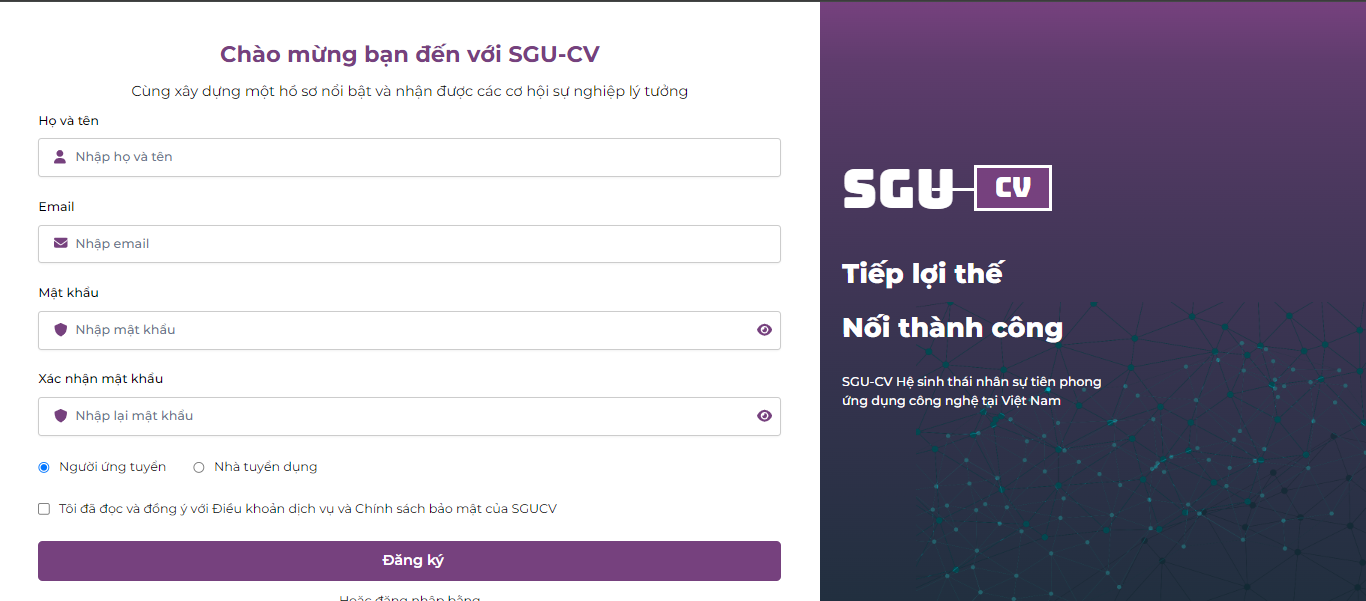 Chào mừng bạn đến với SGU-CV
Cùng xây dựng một hồ sơ nổi bật và nhận được các cơ hội sự nghiệp lý tưởng
Họ và tên
Nhập họ và tên
Email
Nhập email
Mật khẩu
Nhập mật khẩu
Xác nhận mật khẩu
Nhập lại mật khẩu
Người ứng tuyển Nhà tuyển dụng
Tôi đã đọc và đồng ý với Điều khoản dịch vụ và Chính sách bảo mật của SGUCV
Đăng ký
Hoặc đăng nhập bằng
SGU CV
Tiếp lợi thế
Nối thành công
SGU-CV Hệ sinh thái nhân sự tiên phong
ứng dụng công nghệ tại Việt Nam